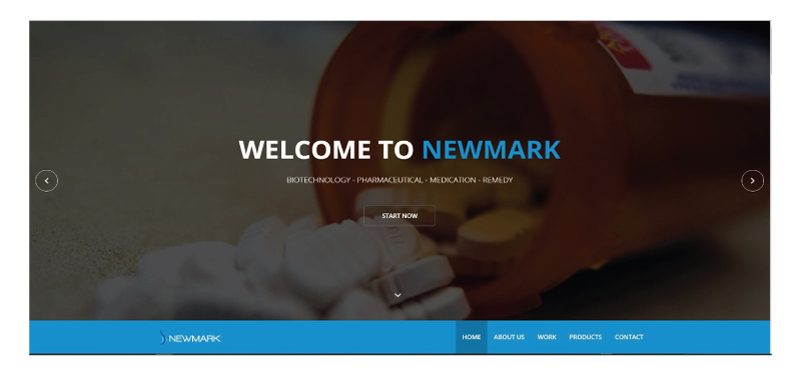 WELCOME TO NEWMARK
BIOTECHNOLOGY - PHARMACEUTICAL - MEDICATION - REMEDY
START NOW
NEWMARK
HOME ABOUT US WORK PRODUCTS CONTACT